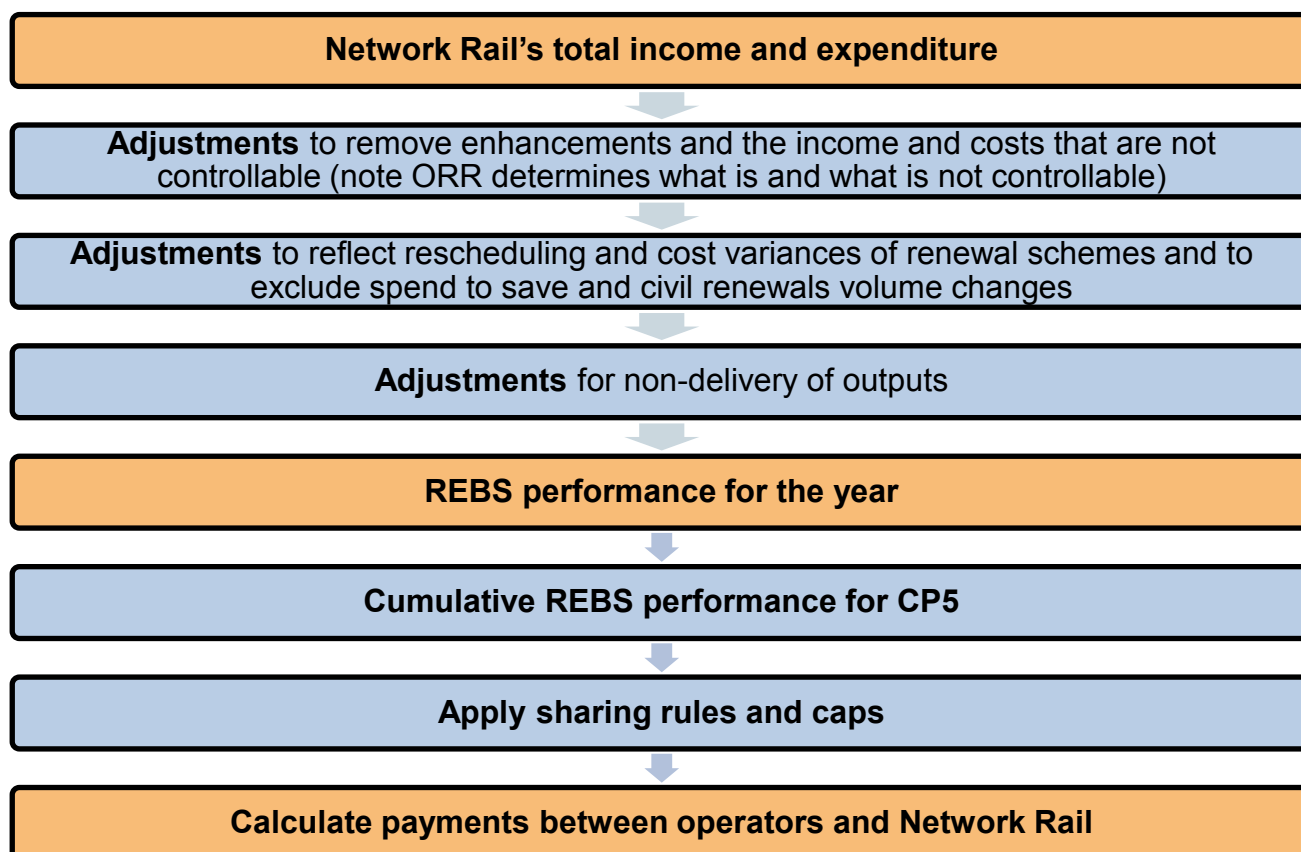 Network Rail’s total income and expenditure
Adjustments to remove enhancements and the income and costs that are not
controllable (note ORR determines what is and what is not controllable)
Adjustments to reflect rescheduling and cost variances of renewal schemes and to
exclude spend to save and civil renewals volume changes
Adjustments for non-delivery of outputs
REBS performance for the year
Cumulative REBS performance for CP5
Apply sharing rules and caps
Calculate payments between operators and Network Rail